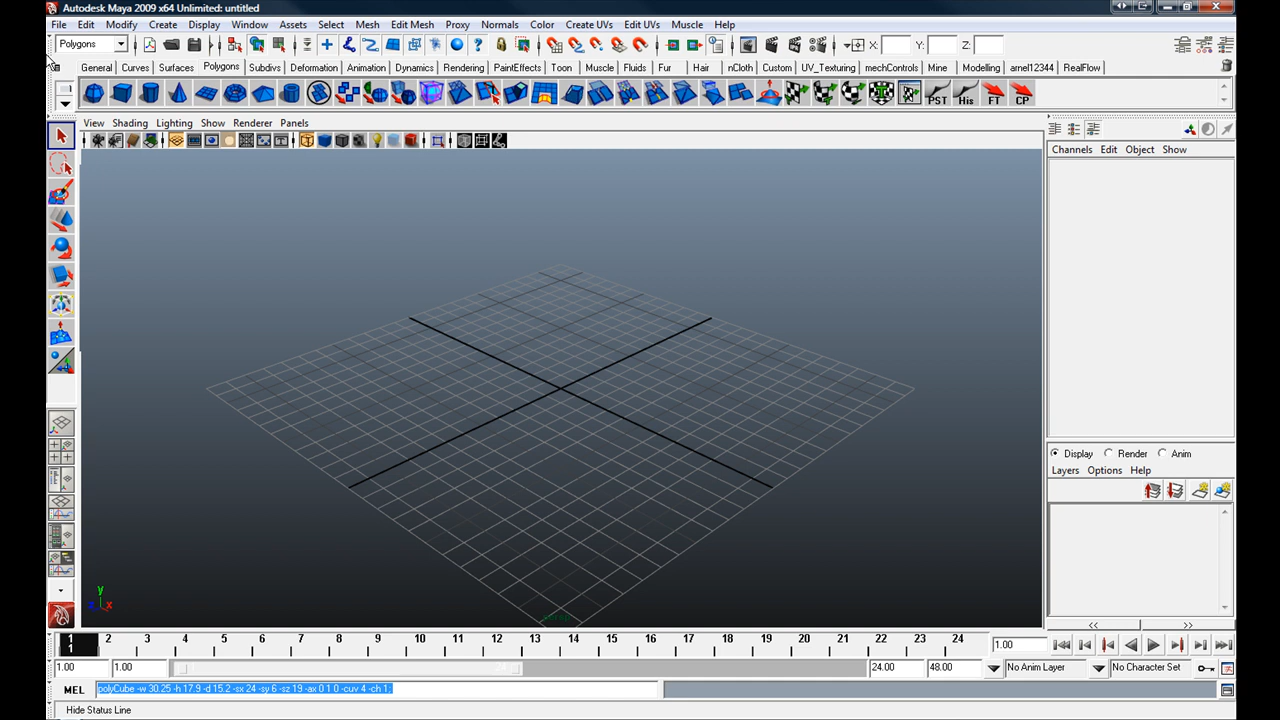 Autodesk Maya 2009 x64 Unlimited: untitled
File Edit Modify Create Display Window Assets Select Mesh Edit Mesh Proxy Normals Color Create UVs Edit UVs Muscle Help
Polygons X: Y: Z:
General Curves Surfaces Polygons Subdivs Deformation Animation Dynamics Rendering PaintEffects Toon Muscle Fluids Fur Hair nCloth Custom UV_Texturing mechControls Mine Modelling arnel12344 RealFlow
PST His FT CP
View Shading Lighting Show Renderer Panels
Channels Edit Object Show
Display Render Anim
Layers Options Help
y
z x
1 2 3 4 5 6 7 8 9 10 11 12 13 14 15 16 17 18 19 20 21 22 23 24
1 1.00
1.00 1.00 24 24.00 48.00 No Anim Layer No Character Set
MEL polyCube -w 30.25 -h 17.9 -d 15.2 -sx 24 -sy 6 -sz 19 -ax 0 1 0 -cuv 4 -ch 1;
Hide Status Line